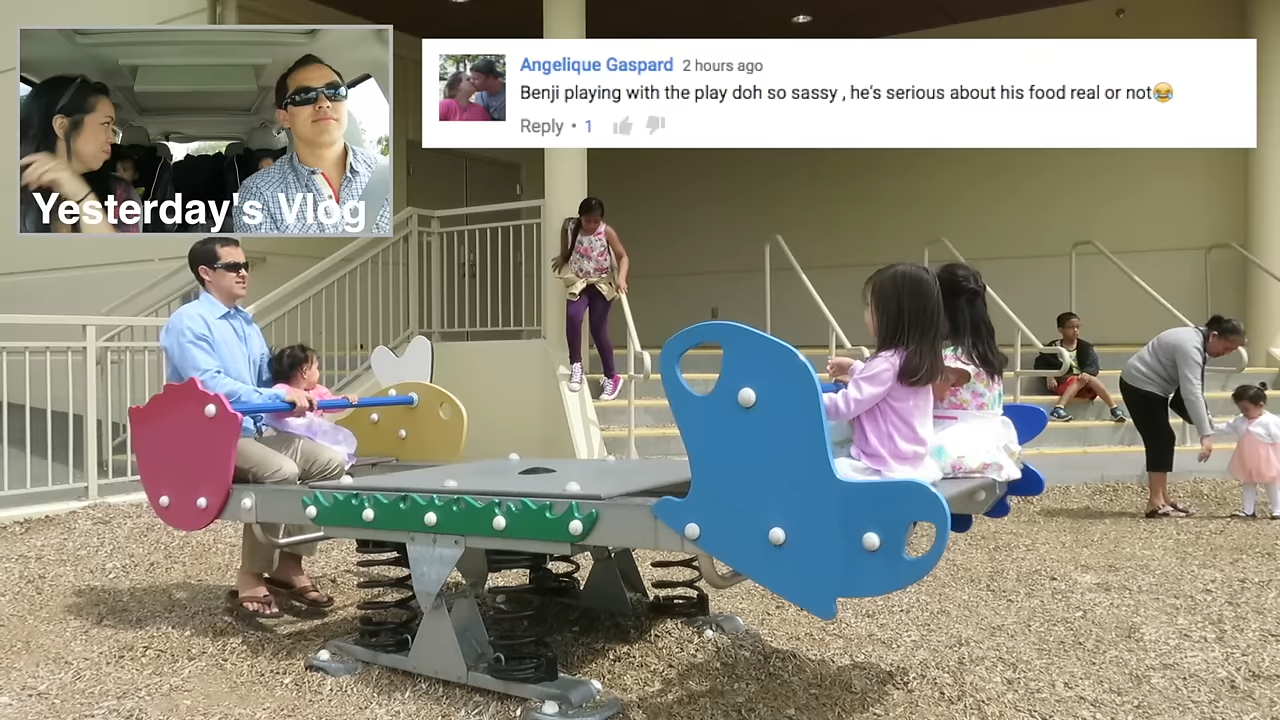 Angelique Gaspard 2 hours ago
Benji playing with the play doh so sassy , he's serious about his food real or not😂
Reply • 1
Yesterday's Vlog